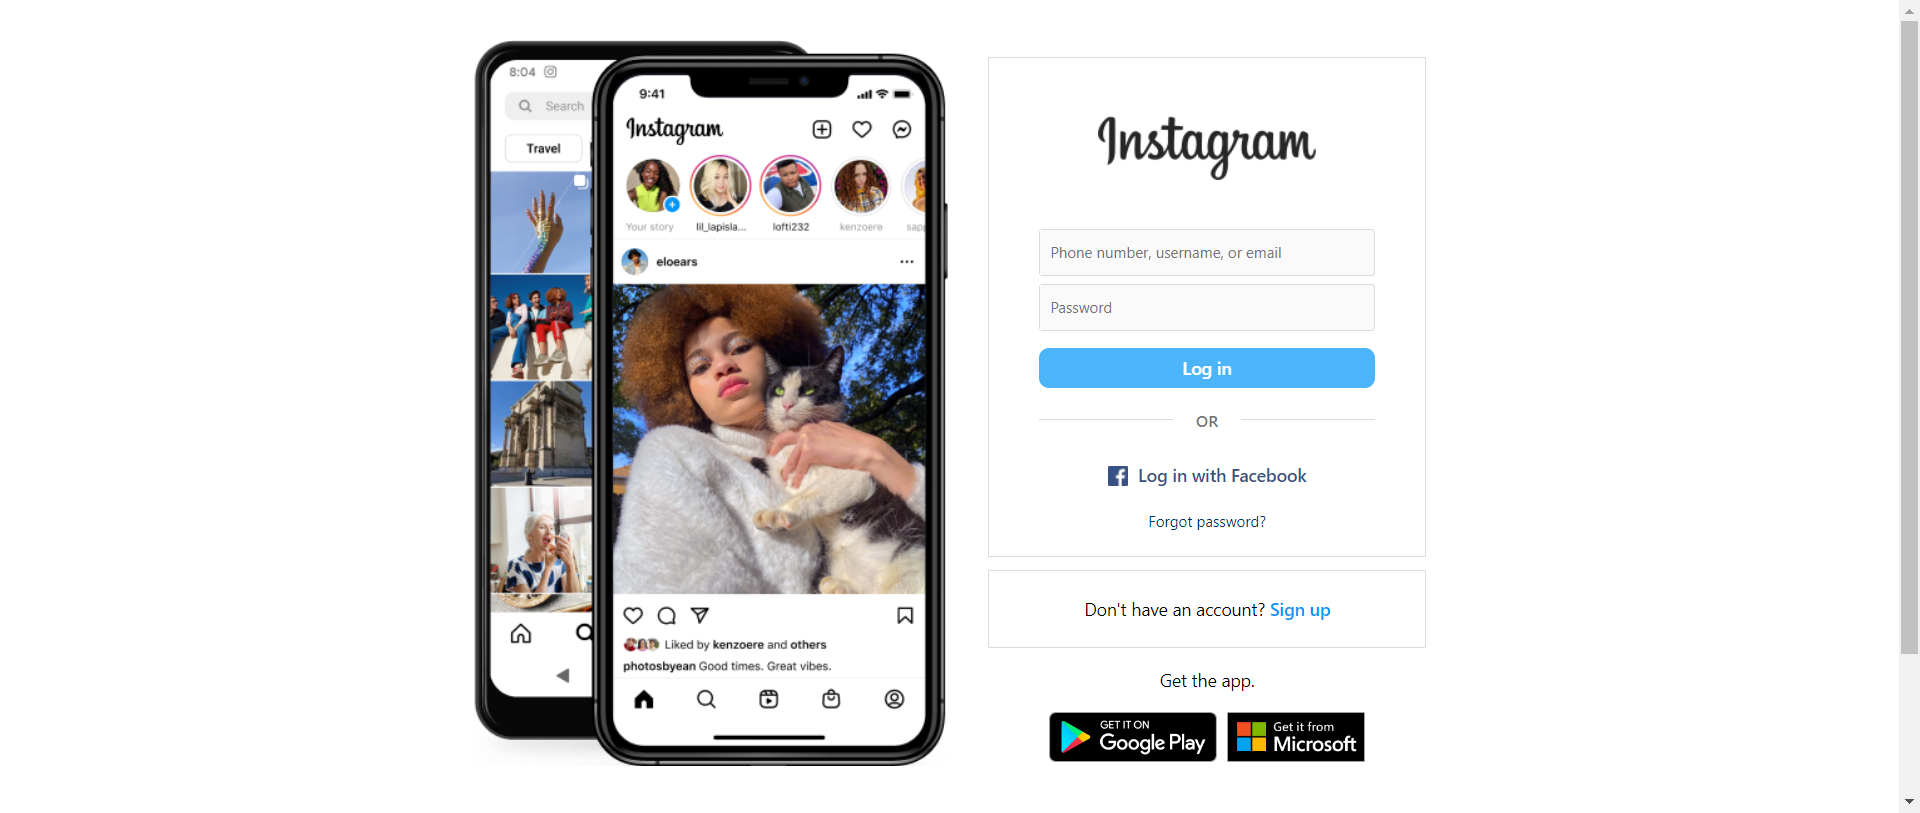 8:04
Search
Travel
9:41
Instagram
Your story
lil_lapisla...
lofti232
kenzoere
sapp
eloears
Liked by kenzoere and others
photosbyean Good times. Great vibes.
Instagram
Phone number, username, or email
Password
Log in
OR
Log in with Facebook
Forgot password?
Don't have an account? Sign up
Get the app.
GET IT ON
Google Play
Get it from
Microsoft